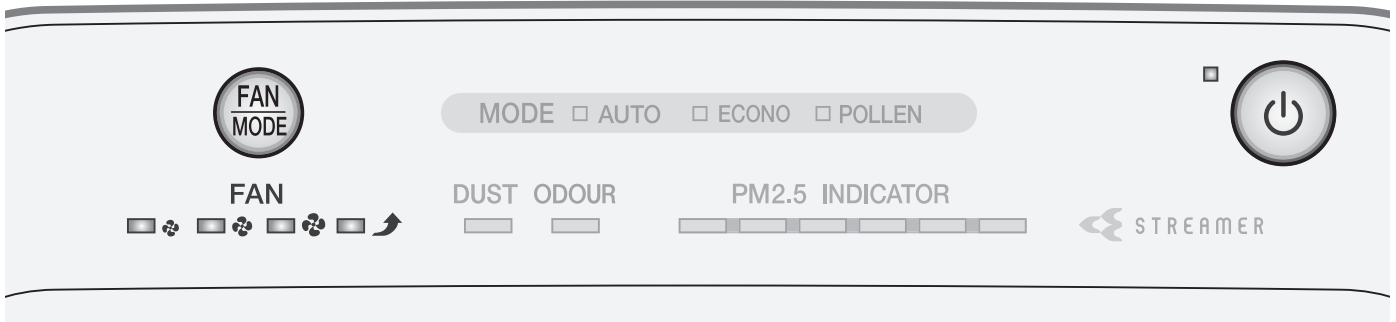 FAN
MODE
MODE AUTO ECONO POLLEN
FAN
DUST ODOUR PM2.5 INDICATOR
STREAMER